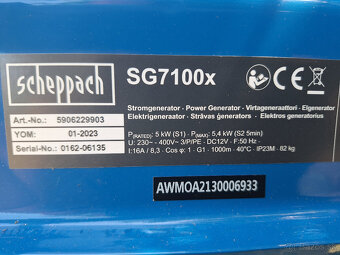 scheppach
SG7100x
Stromgenerator - Power Generator - Virtageneraattori - Elgenerator
Elektrigeneraator - Strāvas ģenerators - Elektros generatorius
Art.-No.: 5906229903
YOM: 01-2023
Serial-No.: 0162-06135
P(RATED): 5 kW (S1) P(MAX): 5,4 kW (S2 5min)
U: 230~ - 400V~ 3/P/PE · DC12V · F:50 Hz
I:16A / 8,3 · Cos φ: 1 · G1 · 1000m · 40°C · IP23M · 82 kg
AWMOA2130006933